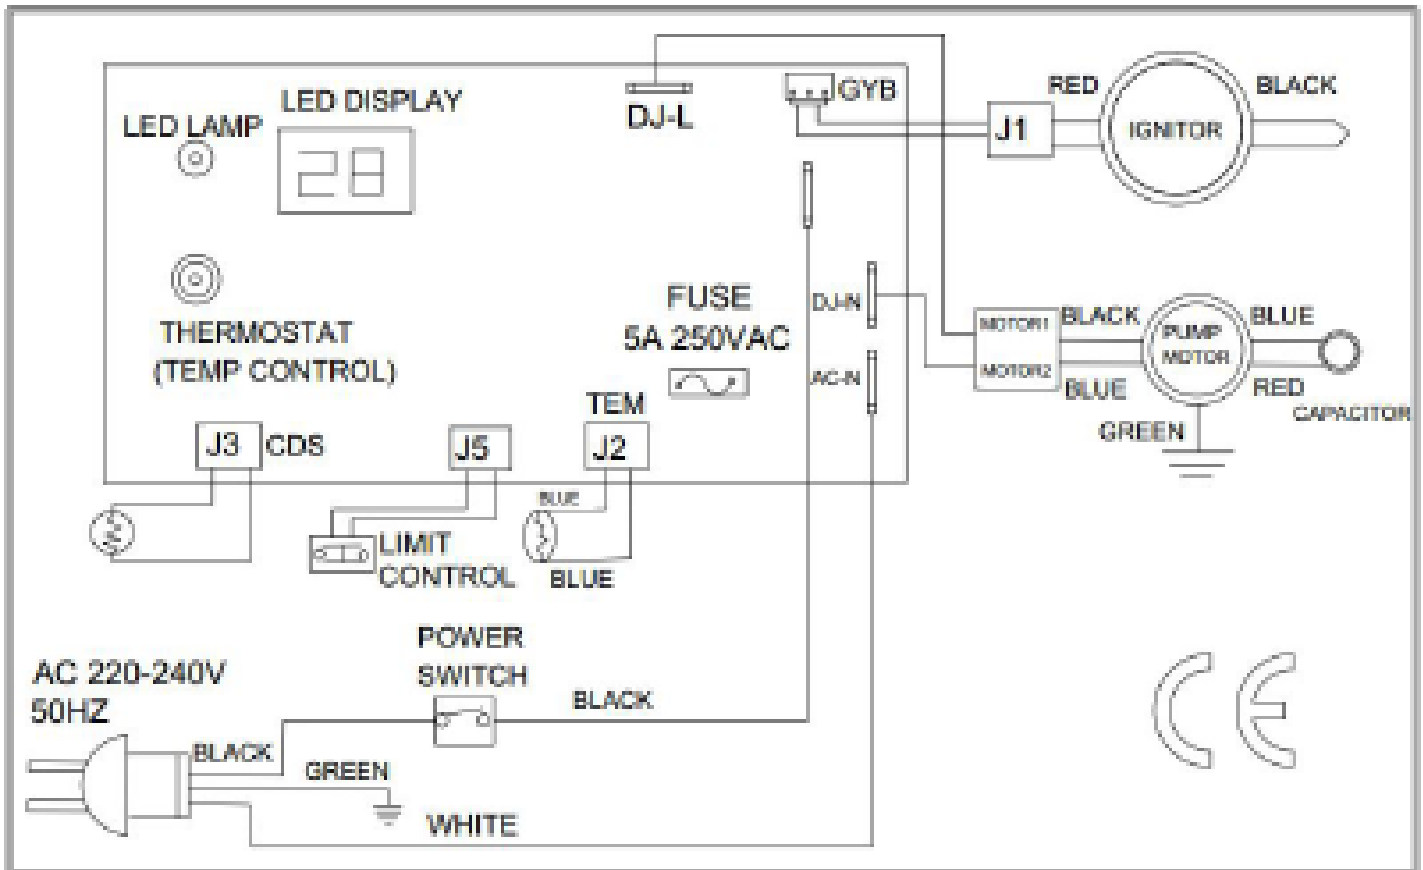 LED DISPLAY
LED LAMP
28
THERMOSTAT
(TEMP CONTROL)
DJ-L
GYB
J1
RED
IGNITOR
BLACK
FUSE
5A 250VAC
DJ-N
AC-N
MOTOR1
MOTOR2
BLACK
BLUE
PUMP
MOTOR
BLUE
RED
CAPACITOR
GREEN
J3
CDS
J5
TEM
J2
BLUE
BLUE
LIMIT
CONTROL
POWER
SWITCH
BLACK
AC 220-240V
50HZ
BLACK
GREEN
WHITE
CE